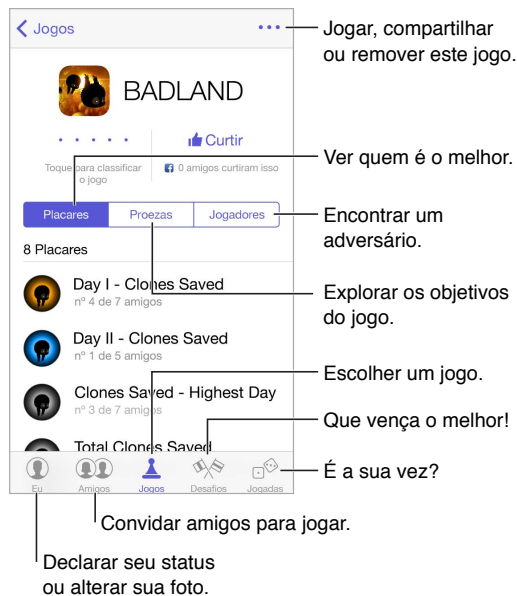 Jogos
Jogar, compartilhar
ou remover este jogo.
BADLAND
Curtir
Toque para classificar
o jogo
0 amigos curtiram isso
Ver quem é o melhor.
Placares
Proezas
Jogadores
Encontrar um
adversário.
8 Placares
Day I - Clones Saved
nº 4 de 7 amigos
Explorar os objetivos
do jogo.
Day II - Clones Saved
nº 1 de 5 amigos
Escolher um jogo.
Clones Saved - Highest Day
nº 3 de 7 amigos
Que vença o melhor!
Total Clones Saved
É a sua vez?
Eu
Amigos
Jogos
Desafios
Jogadas
Convidar amigos para jogar.
Declarar seu status
ou alterar sua foto.